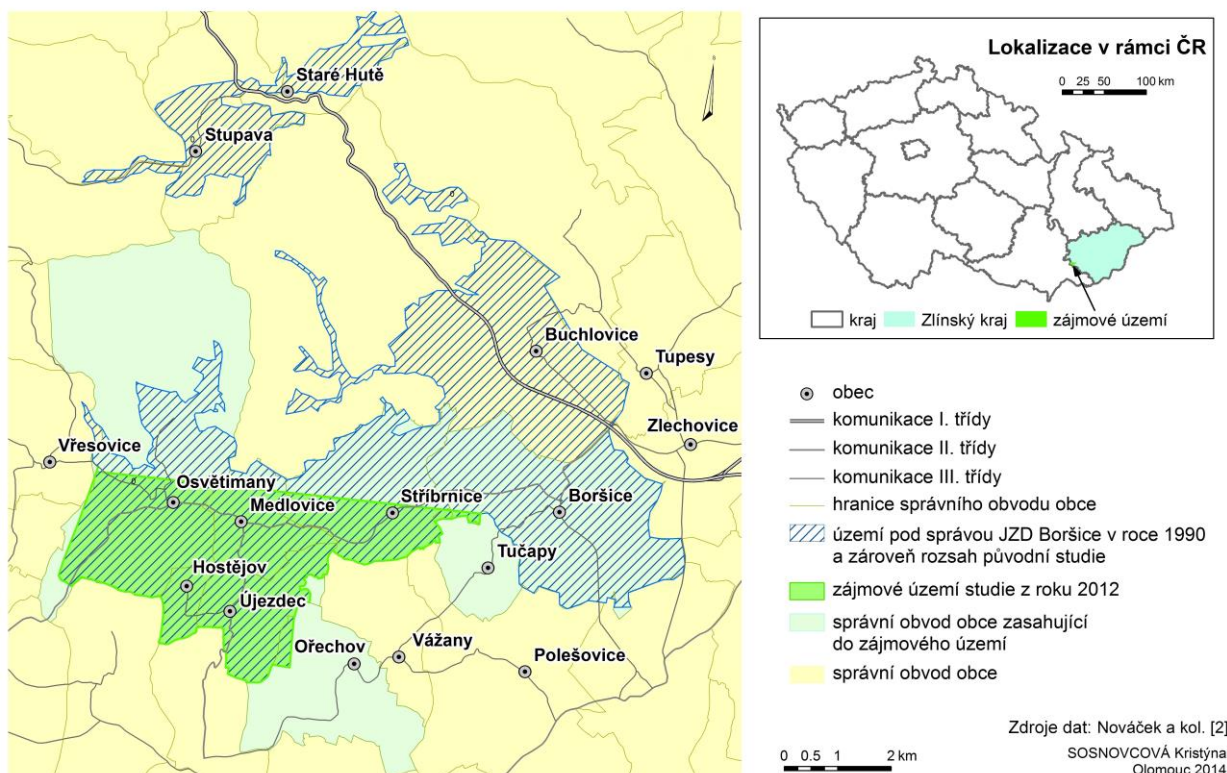 Staré Hutě
Stupava
Buchlovice
Tupesy
Zlechovice
Vřesovice
Osvětimany
Medlovice
Stříbrnice
Boršice
Tučapy
Hostějov
Újezdec
Ořechov
Vážany
Polešovice
Lokalizace v rámci ČR
0 25 50 100 km
kraj Zlínský kraj zájmové území
obec
komunikace I. třídy
komunikace II. třídy
komunikace III. třídy
hranice správního obvodu obce
území pod správou JZD Boršice v roce 1990
a zároveň rozsah původní studie
zájmové území studie z roku 2012
správní obvod obce zasahující
do zájmového území
správní obvod obce
Zdroje dat: Nováček a kol. [2]
0 0.5 1 2 km
SOSNOVCOVÁ Kristýna
Olomouc 2014